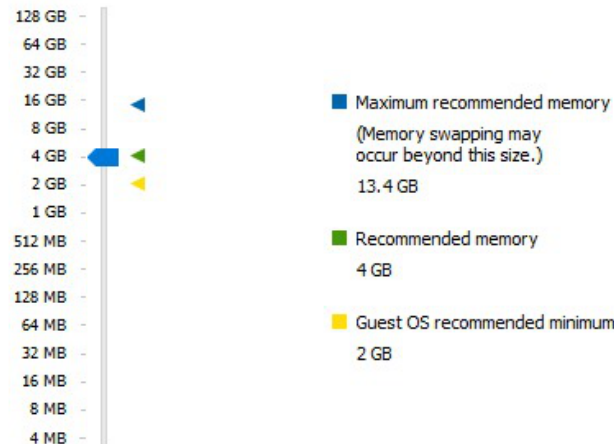 128 GB
64 GB
32 GB
16 GB
8 GB
4 GB
2 GB
1 GB
512 MB
256 MB
128 MB
64 MB
32 MB
16 MB
8 MB
4 MB
Maximum recommended memory
(Memory swapping may
occur beyond this size.)
13.4 GB
Recommended memory
4 GB
Guest OS recommended minimum
2 GB